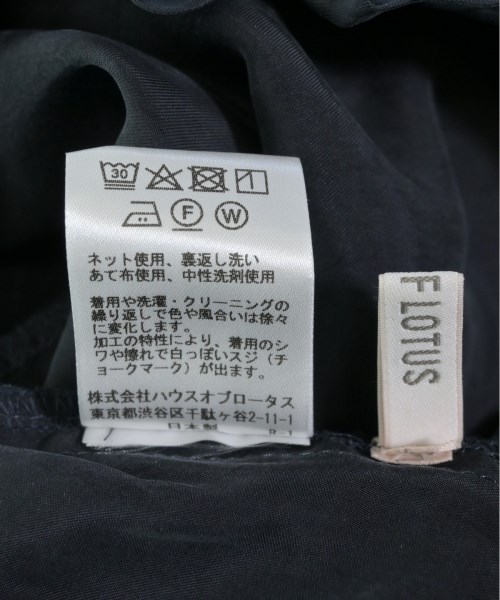 30
F W
ネット使用、裏返し洗い
あて布使用、中性洗剤使用
着用や洗濯・クリーニングの
繰り返しで色や風合いは徐々
に変化します。
加工の特性により、着用のシ
ワや擦れで白っぽいスジ（チ
ョークマーク）が出ます。
株式会社ハウスオブロータス
東京都渋谷区千駄ヶ谷2-11-1
日本製
F LOTUS